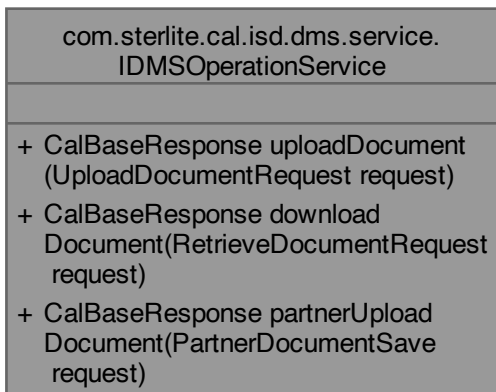 com.sterlite.cal.isd.dms.service.
IDMSOperationService
+ CalBaseResponse uploadDocument
(UploadDocumentRequest request)
+ CalBaseResponse download
Document(RetrieveDocumentRequest
request)
+ CalBaseResponse partnerUpload
Document(PartnerDocumentSave
request)